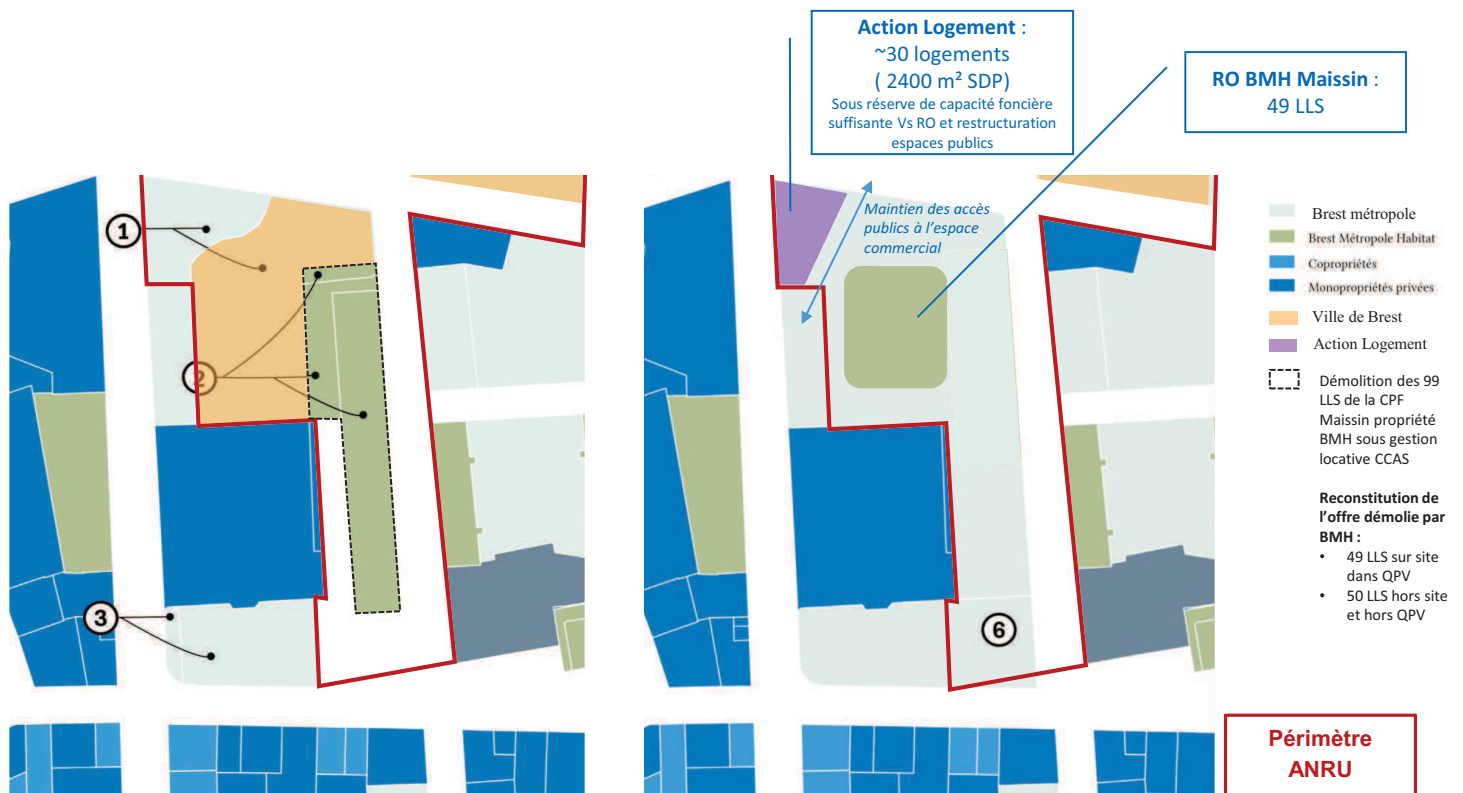 Action Logement :
~30 logements
( 2400 m² SDP)
Sous réserve de capacité foncière
suffisante Vs RO et restructuration
espaces publics
RO BMH Maissin :
49 LLS
Maintien des accès
publics à l'espace
commercial
1
2
3
6
Brest métropole
Brest Métropole Habitat
Copropriétés
Monopropriétés privées
Ville de Brest
Action Logement
Démolition des 99
LLS de la CPF
Maissin propriété
BMH sous gestion
locative CCAS
Reconstitution de
l'offre démolie par
BMH :
• 49 LLS sur site
dans QPV
• 50 LLS hors site
et hors QPV
Périmètre
ANRU